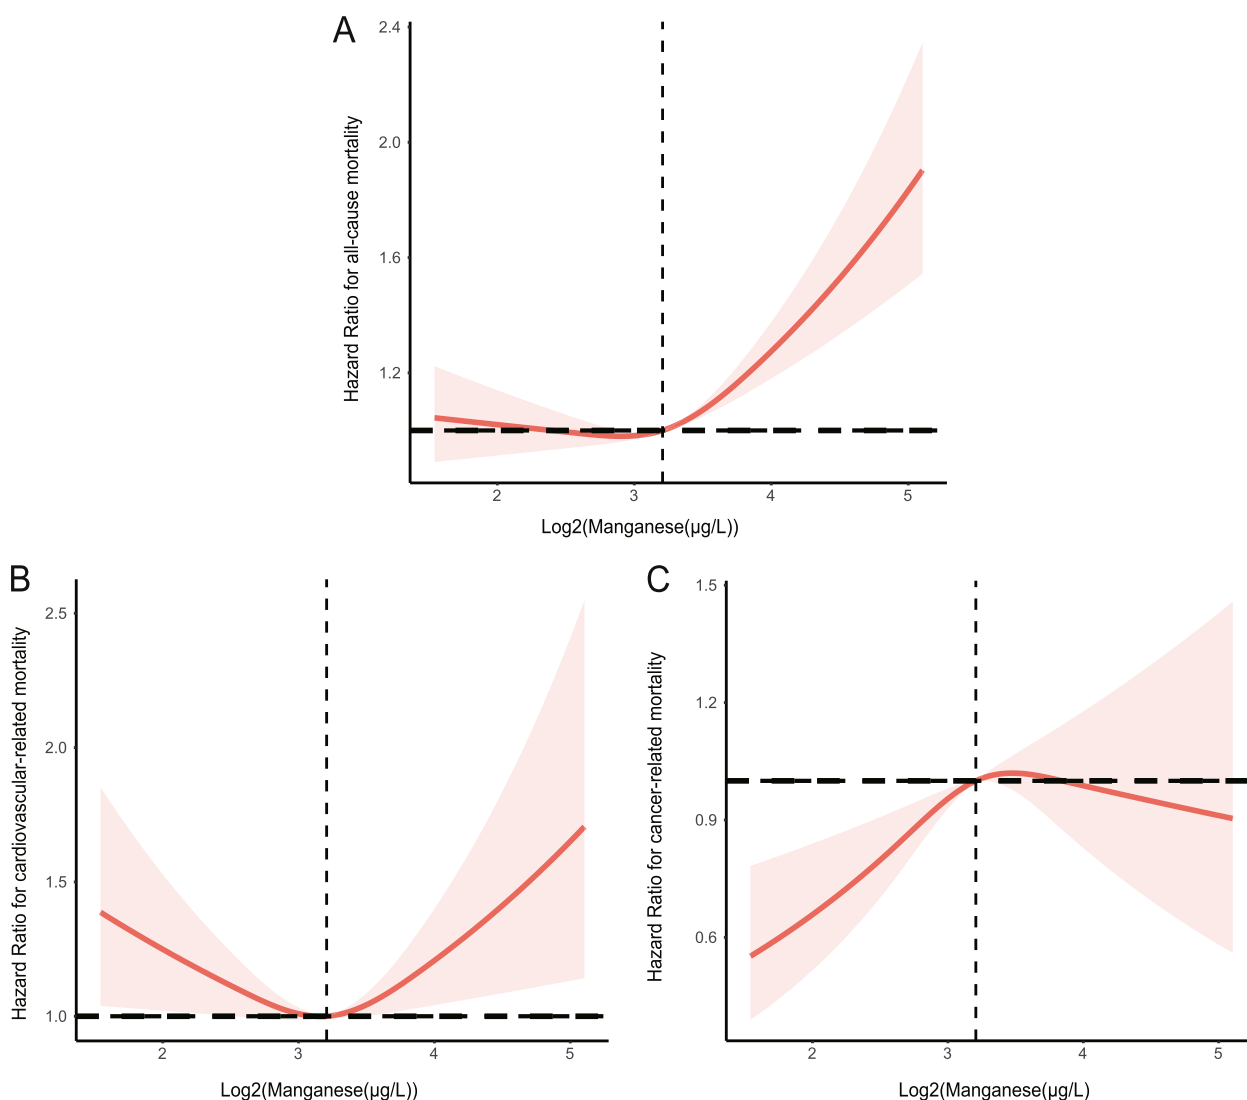 A
2.4
2.0
1.6
1.2
Hazard Ratio for all-cause mortality
2 3 4 5
Log2(Manganese(µg/L))
B
2.5
2.0
1.5
1.0
Hazard Ratio for cardiovascular-related mortality
2 3 4 5
Log2(Manganese(µg/L))
C
1.5
1.2
0.9
0.6
Hazard Ratio for cancer-related mortality
2 3 4 5
Log2(Manganese(µg/L)